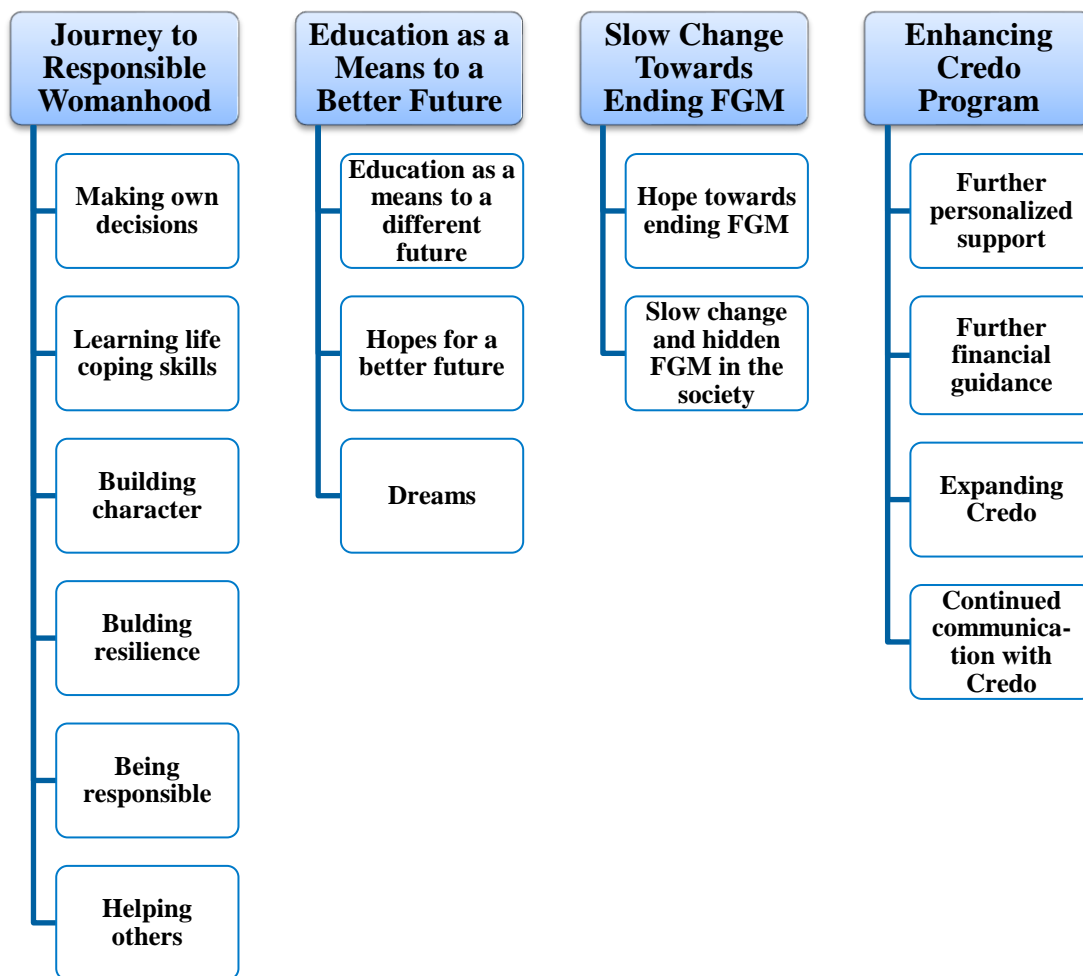 Journey to
Responsible
Womanhood
Making own
decisions
Learning life
coping skills
Building
character
Bulding
resilience
Being
responsible
Helping
others
Education as a
Means to a
Better Future
Education as a
means to a
different
future
Hopes for a
better future
Dreams
Slow Change
Towards
Ending FGM
Hope towards
ending FGM
Slow change
and hidden
FGM in the
society
Enhancing
Credo
Program
Further
personalized
support
Further
financial
guidance
Expanding
Credo
Continued
communica-
tion with
Credo